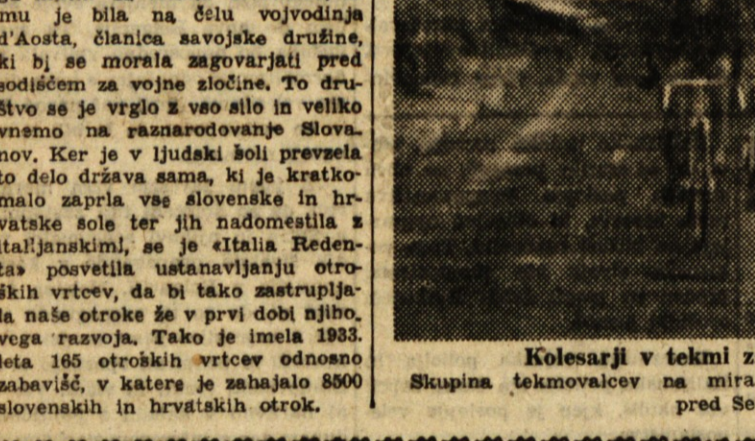 mu je bila na čelu vojvodinja
d'Aosta, članica savojske družine,
ki bi se morala zagovarjati pred
sodiščem za vojne zločine. To dru-
štvo se je vrglo z vso silo in veliko
vnemo na raznarodovanje Slova-
nov. Ker je v ljudski šoli prevzela
to delo država sama, ki je kratko-
malo zaprla vse slovenske in hr-
vatske sole ter jih nadomestila z
italijanskimi, se je «Italia Reden-
ta» posvetila ustanavljanju otro-
ških vrtcev, da bi tako zastruplja-
la naše otroke že v prvi dobi njiho.
vega razvoja. Tako je imela 1933.
leta 165 otroških vrtcev odnosno
zabavišč, v katere je zahajalo 8500
slovenskih in hrvatskih otrok.
Kolesarji v tekmi z
Skupina tekmovalcev na mira
pred Se